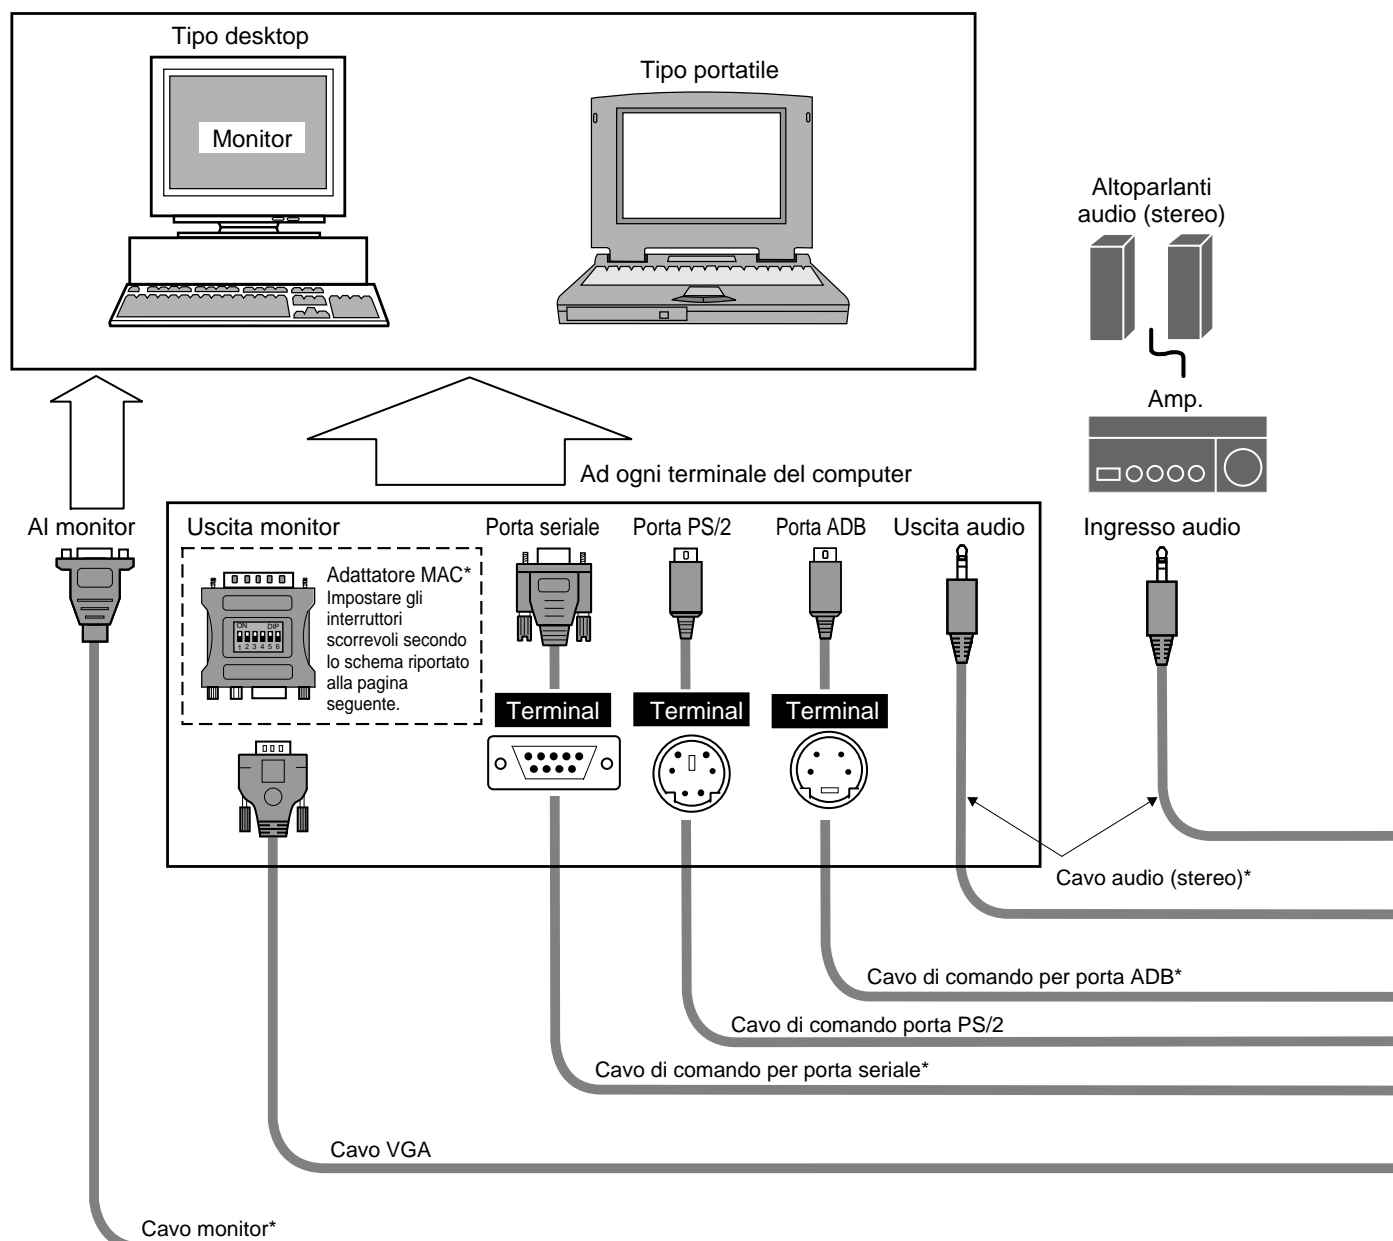 Tipo desktop
Tipo portatile
Monitor
Altoparlanti
audio (stereo)
Amp.
Ad ogni terminale del computer
Al monitor
Uscita monitor
Porta seriale
Porta PS/2
Porta ADB
Uscita audio
Ingresso audio
Adattatore MAC*
Impostare gli
interruttori
scorrevoli secondo
lo schema riportato
alla pagina
seguente.
ON DIP
1 2 3 4 5 6
Terminal
Terminal
Terminal
Cavo audio (stereo)*
Cavo di comando per porta ADB*
Cavo di comando porta PS/2
Cavo di comando per porta seriale*
Cavo VGA
Cavo monitor*